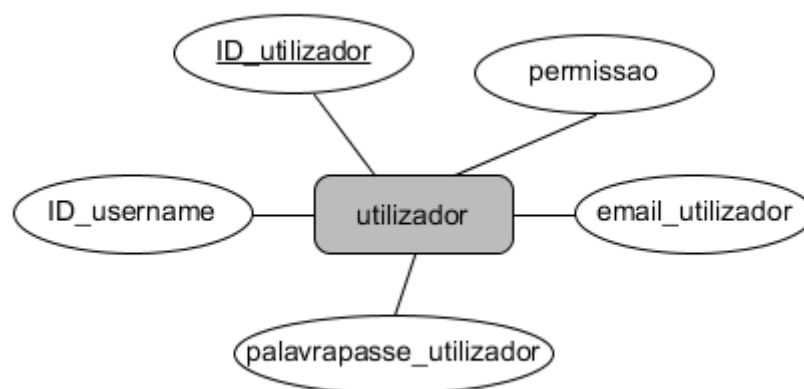 ID_utilizador
permissao
ID_username
utilizador
email_utilizador
palavrapasse_utilizador